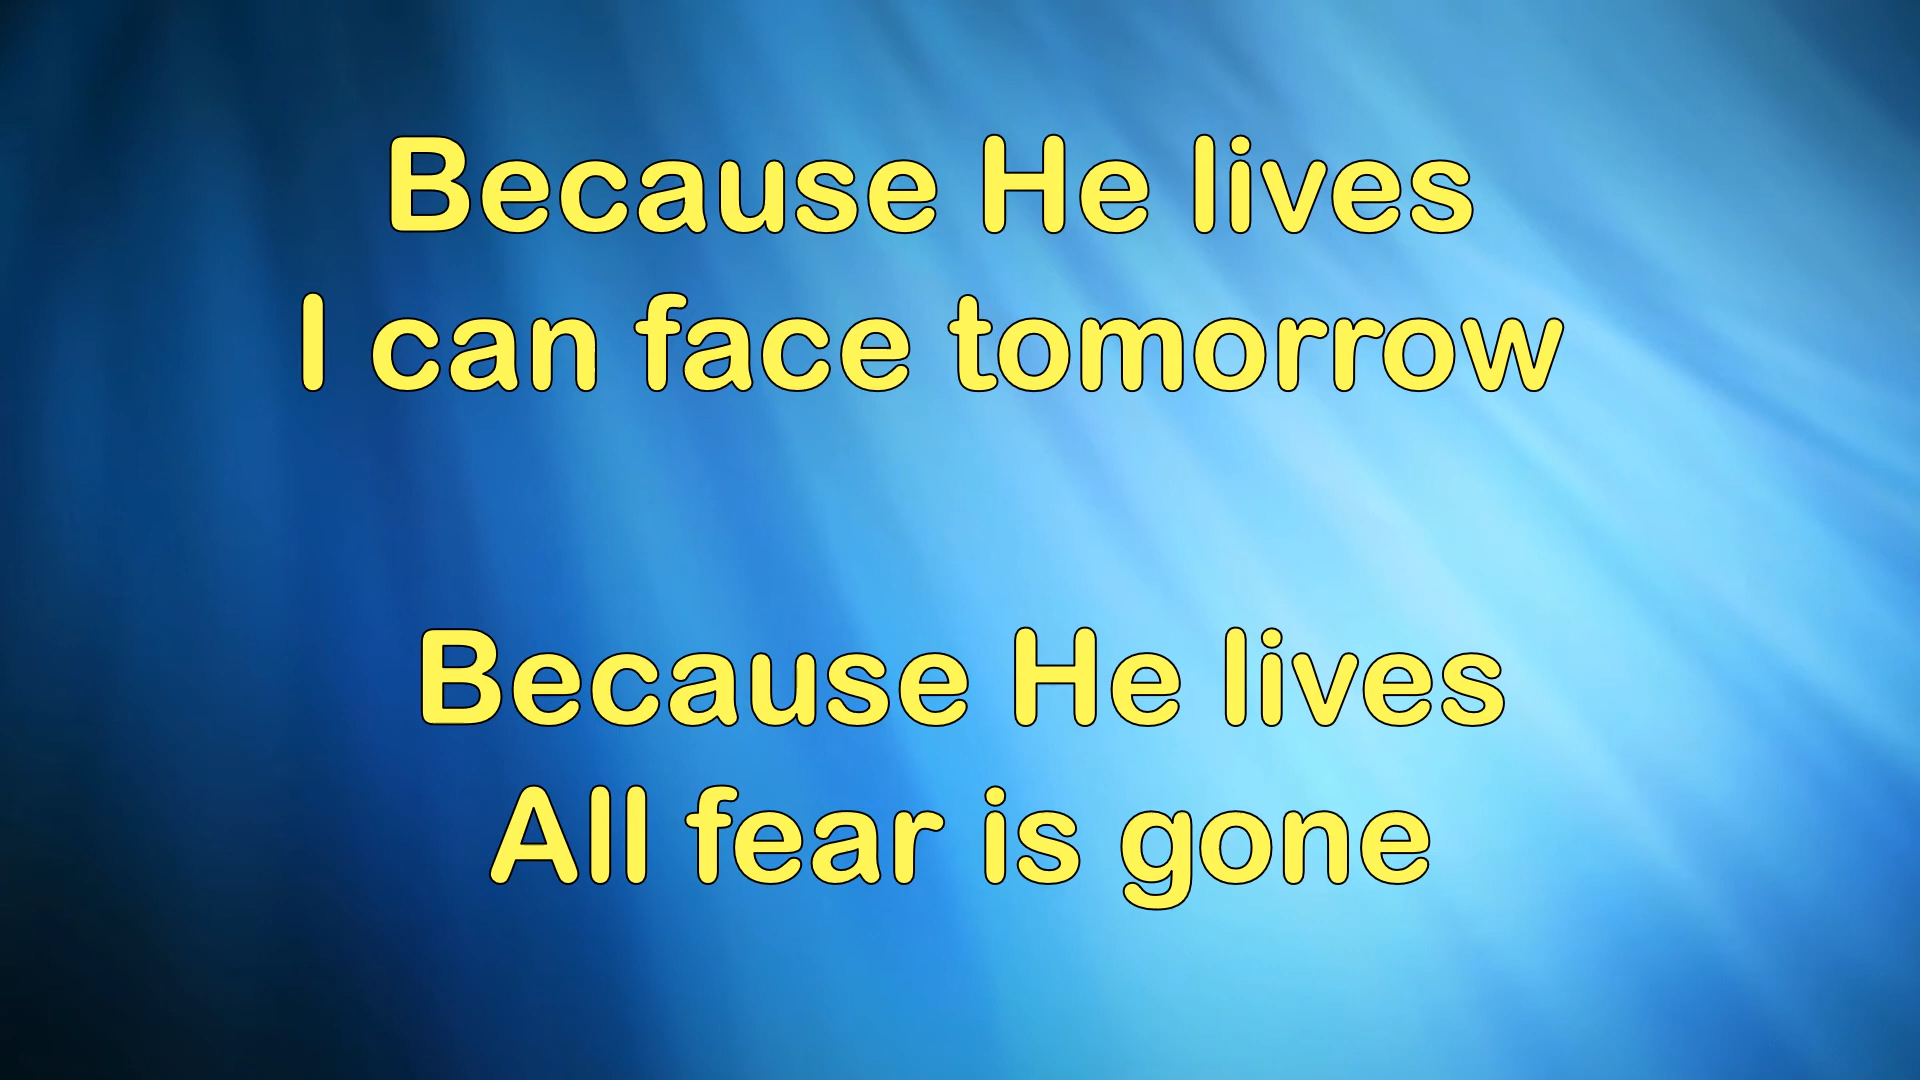 Because He lives
I can face tomorrow
Because He lives
All fear is gone